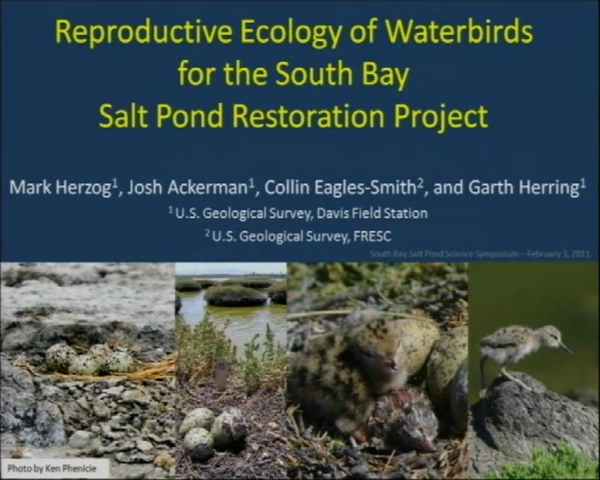 Reproductive Ecology of Waterbirds
for the South Bay
Salt Pond Restoration Project
Mark Herzog¹, Josh Ackerman¹, Collin Eagles-Smith², and Garth Herring¹
¹ U.S. Geological Survey, Davis Field Station
² U.S. Geological Survey, FRESC
South Bay Salt Pond Science Symposium – February 3, 2011
Photo by Ken Phenicie